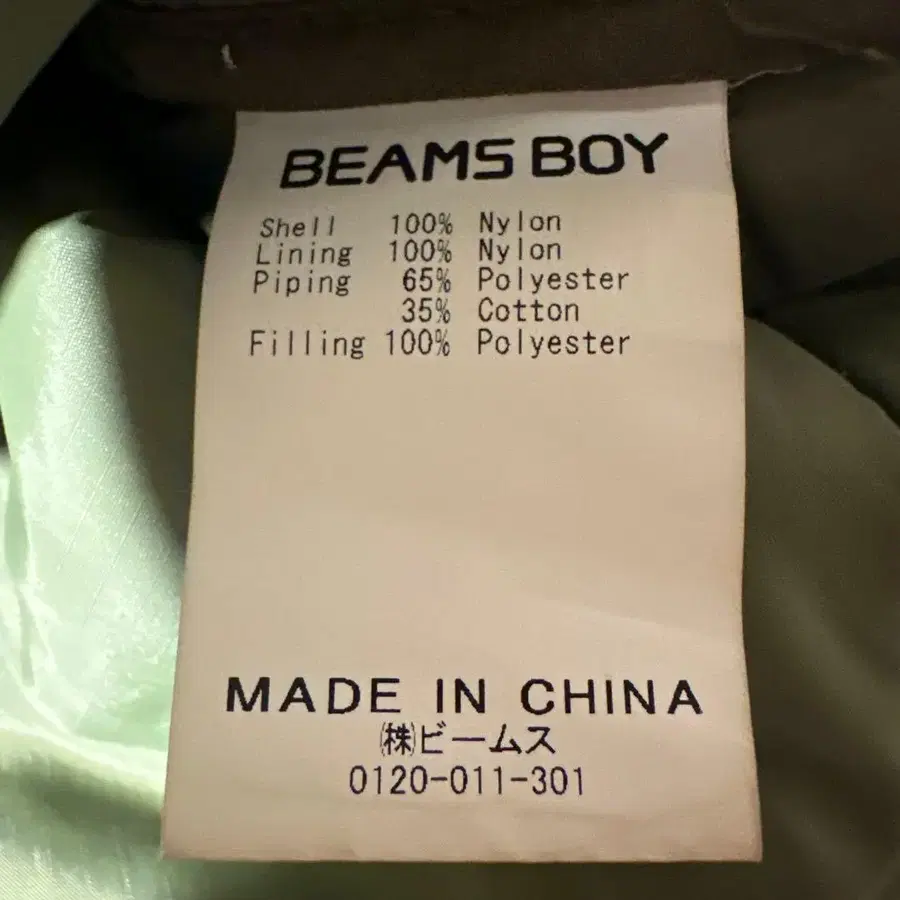 BEAMS BOY
Shell 100% Nylon
Lining 100% Nylon
Piping 65% Polyester
35% Cotton
Filling 100% Polyester
MADE IN CHINA
㈱ビームス
0120-011-301